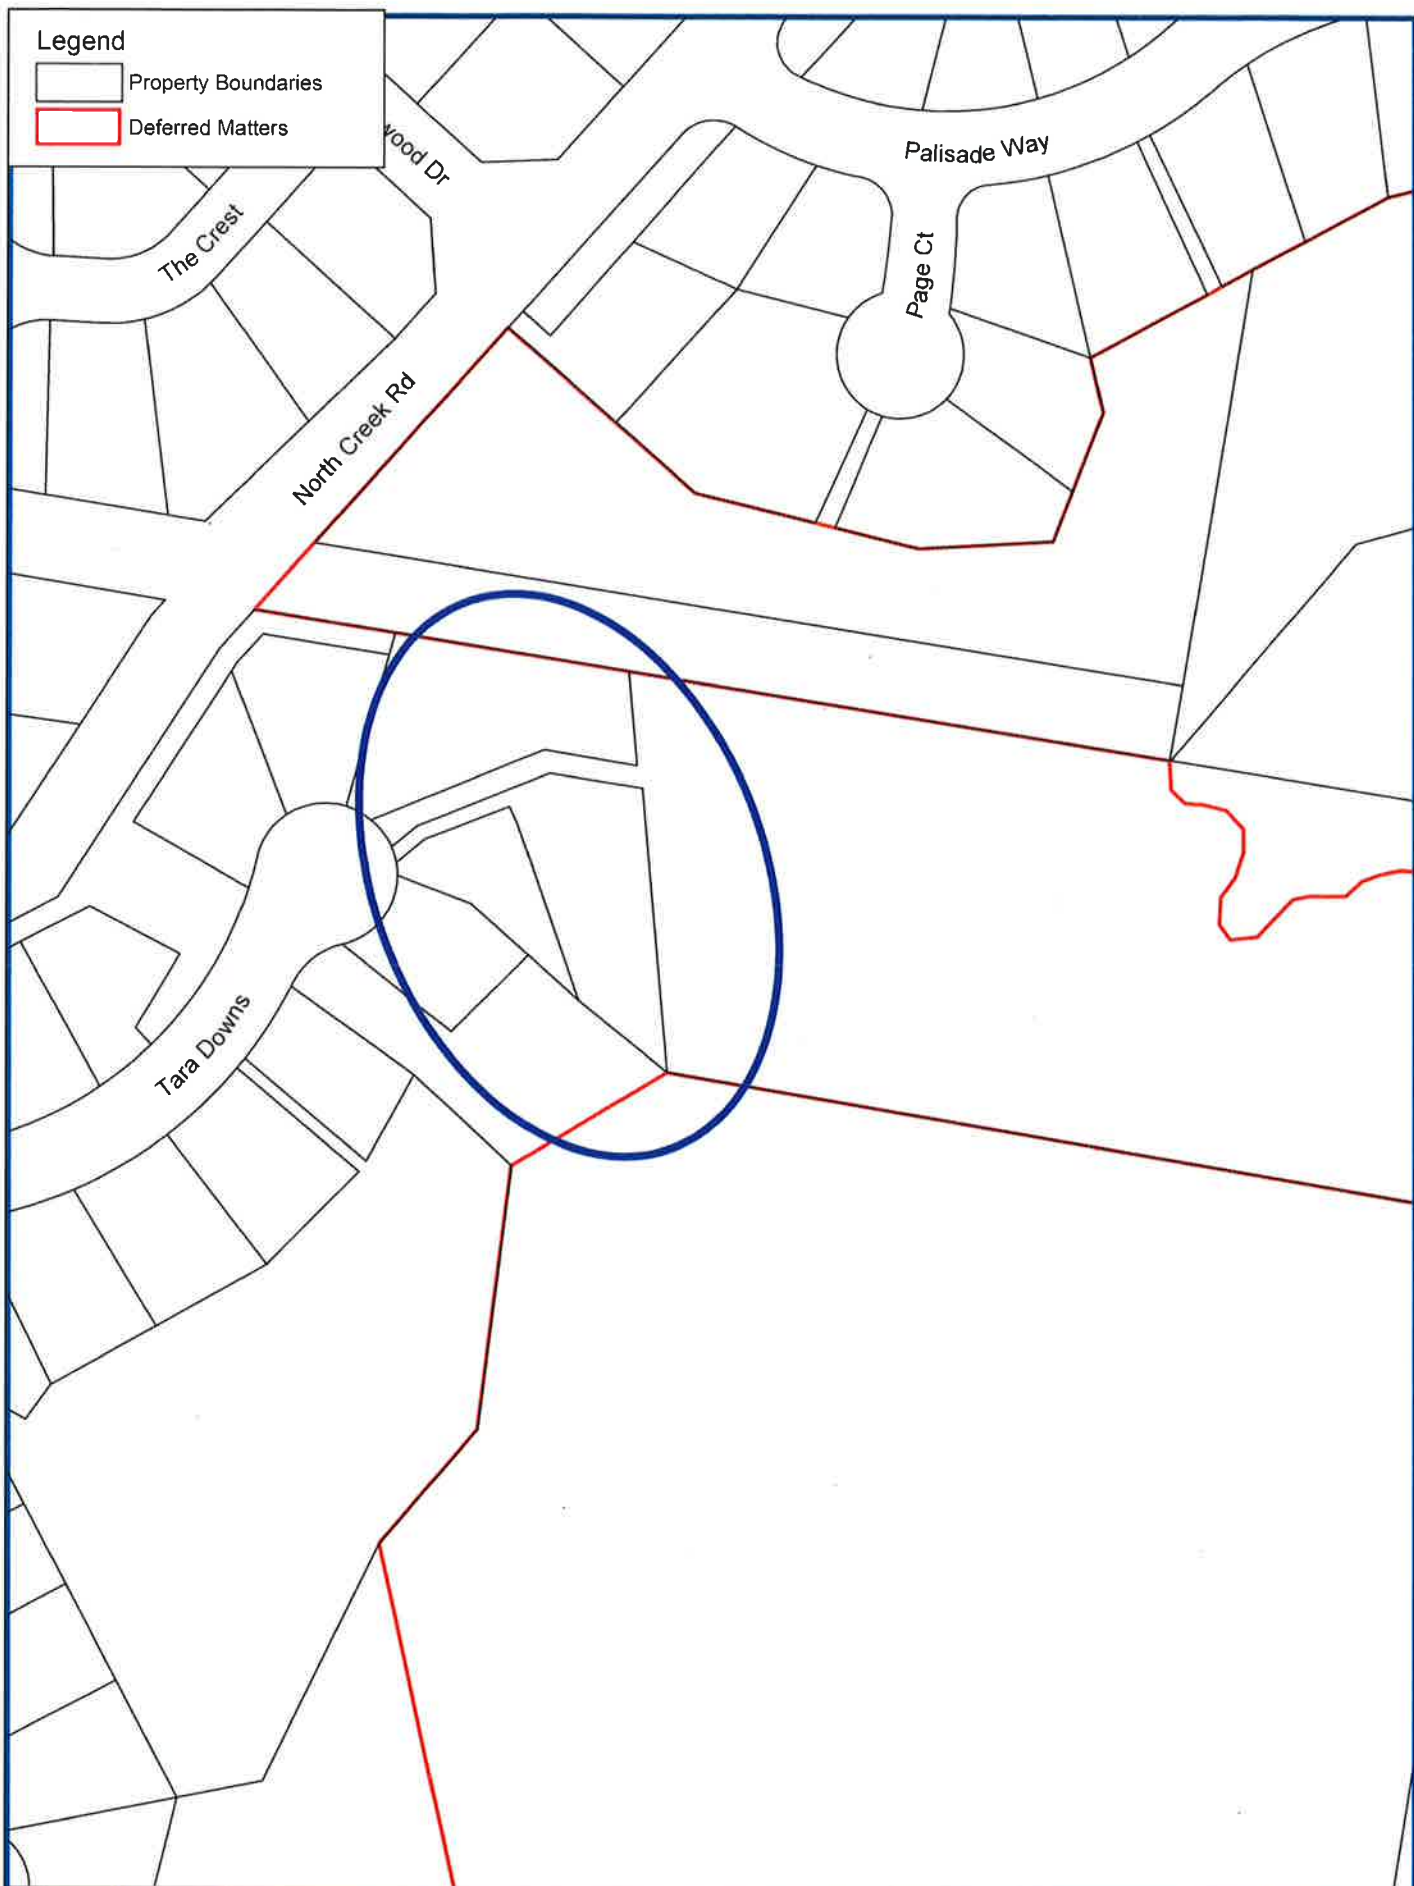 Legend
Property Boundaries
Deferred Matters
wood Dr
Palisade Way
The Crest
Page Ct
North Creek Rd
Tara Downs